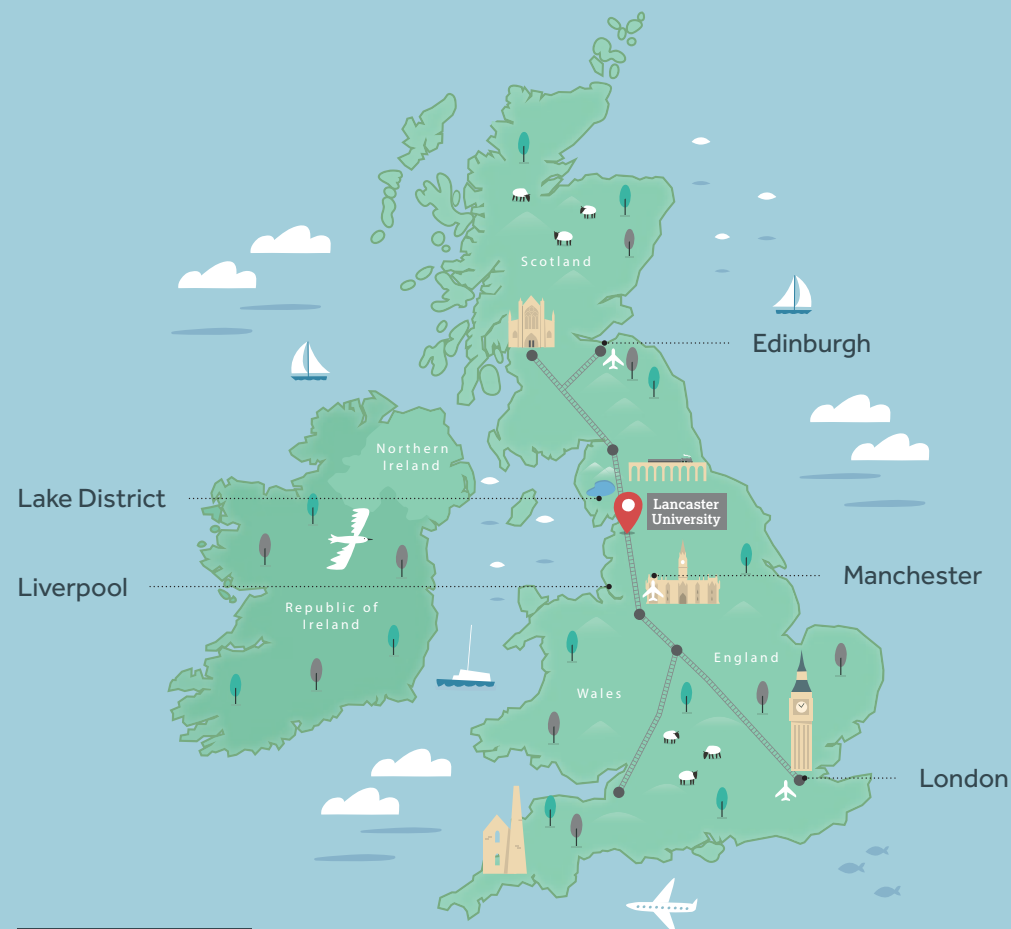 Scotland
Edinburgh
Northern
Ireland
Lake District
Lancaster
University
Liverpool
Manchester
Republic of
Ireland
England
Wales
London